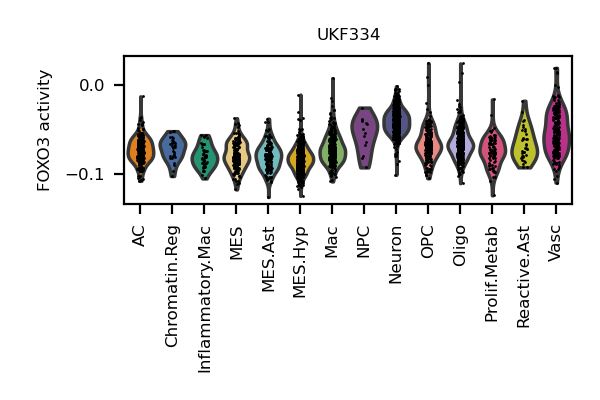 UKF334
FOXO3 activity
0.0
−0.1
AC
Chromatin.Reg
Inflammatory.Mac
MES
MES.Ast
MES.Hyp
Mac
NPC
Neuron
OPC
Oligo
Prolif.Metab
Reactive.Ast
Vasc